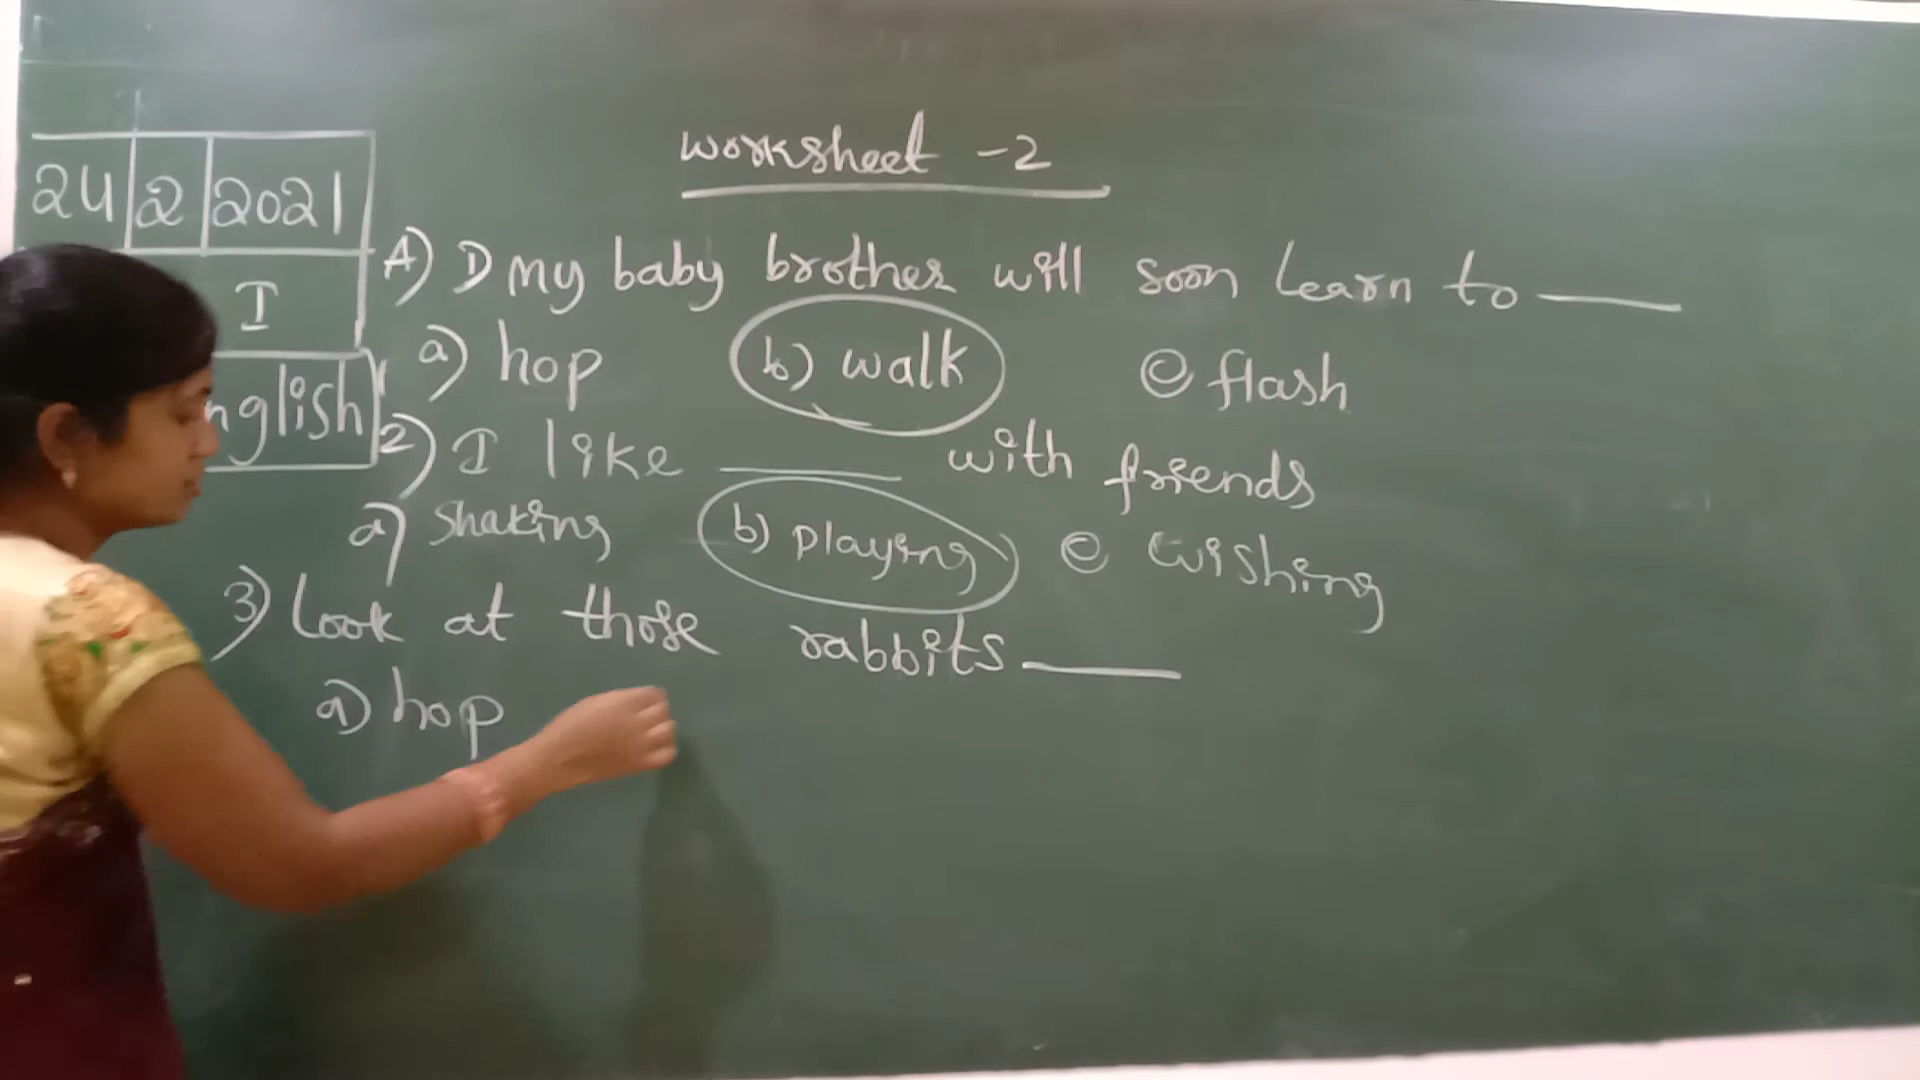 24 2 2021
I
nglish
Worksheet -2
A) 1) My baby brother will soon learn to ____
a) hop b) walk c) flash
2) I like ____ with friends
a) shaking b) playing c) wishing
3) Look at those rabbits ____
a) hop